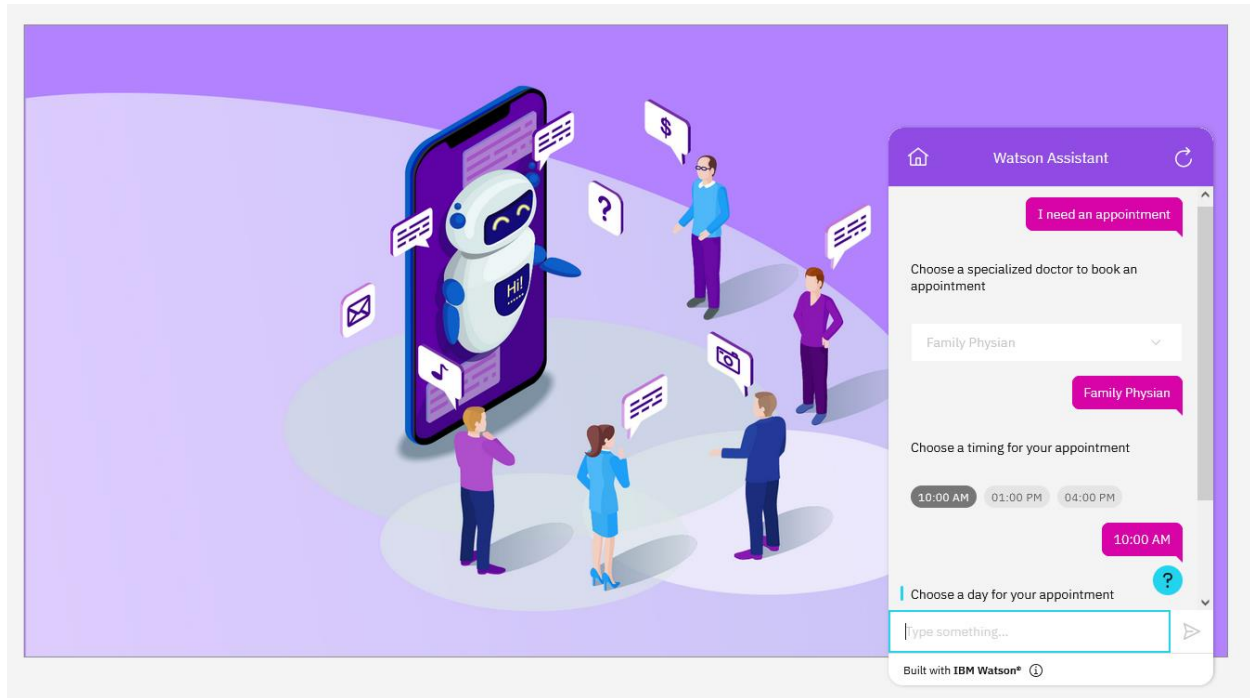 $
?
Hi!
Watson Assistant
I need an appointment
Choose a specialized doctor to book an
appointment
Family Physian
Family Physian
Choose a timing for your appointment
10:00 AM 01:00 PM 04:00 PM
10:00 AM
?
Choose a day for your appointment
Type something...
Built with IBM Watson®